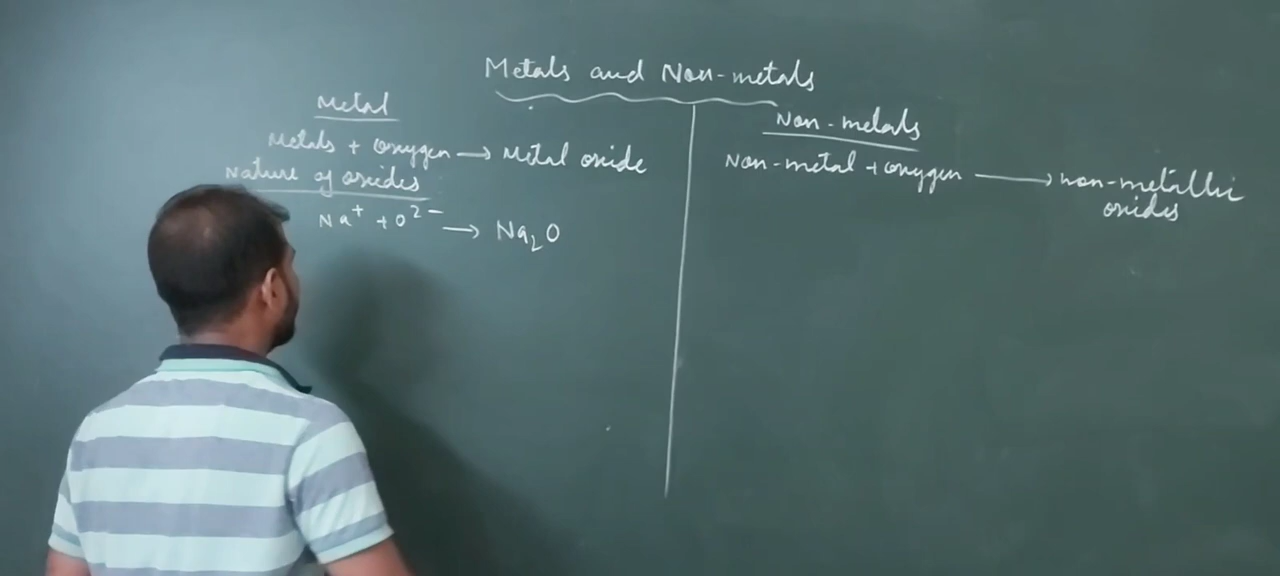 Metals and Non-metals
Metal
Metals + oxygen → Metal oxide
Nature of oxides
Na⁺ + O²⁻ → Na₂O
Non-metals
Non-metal + oxygen → non-metallic
oxides